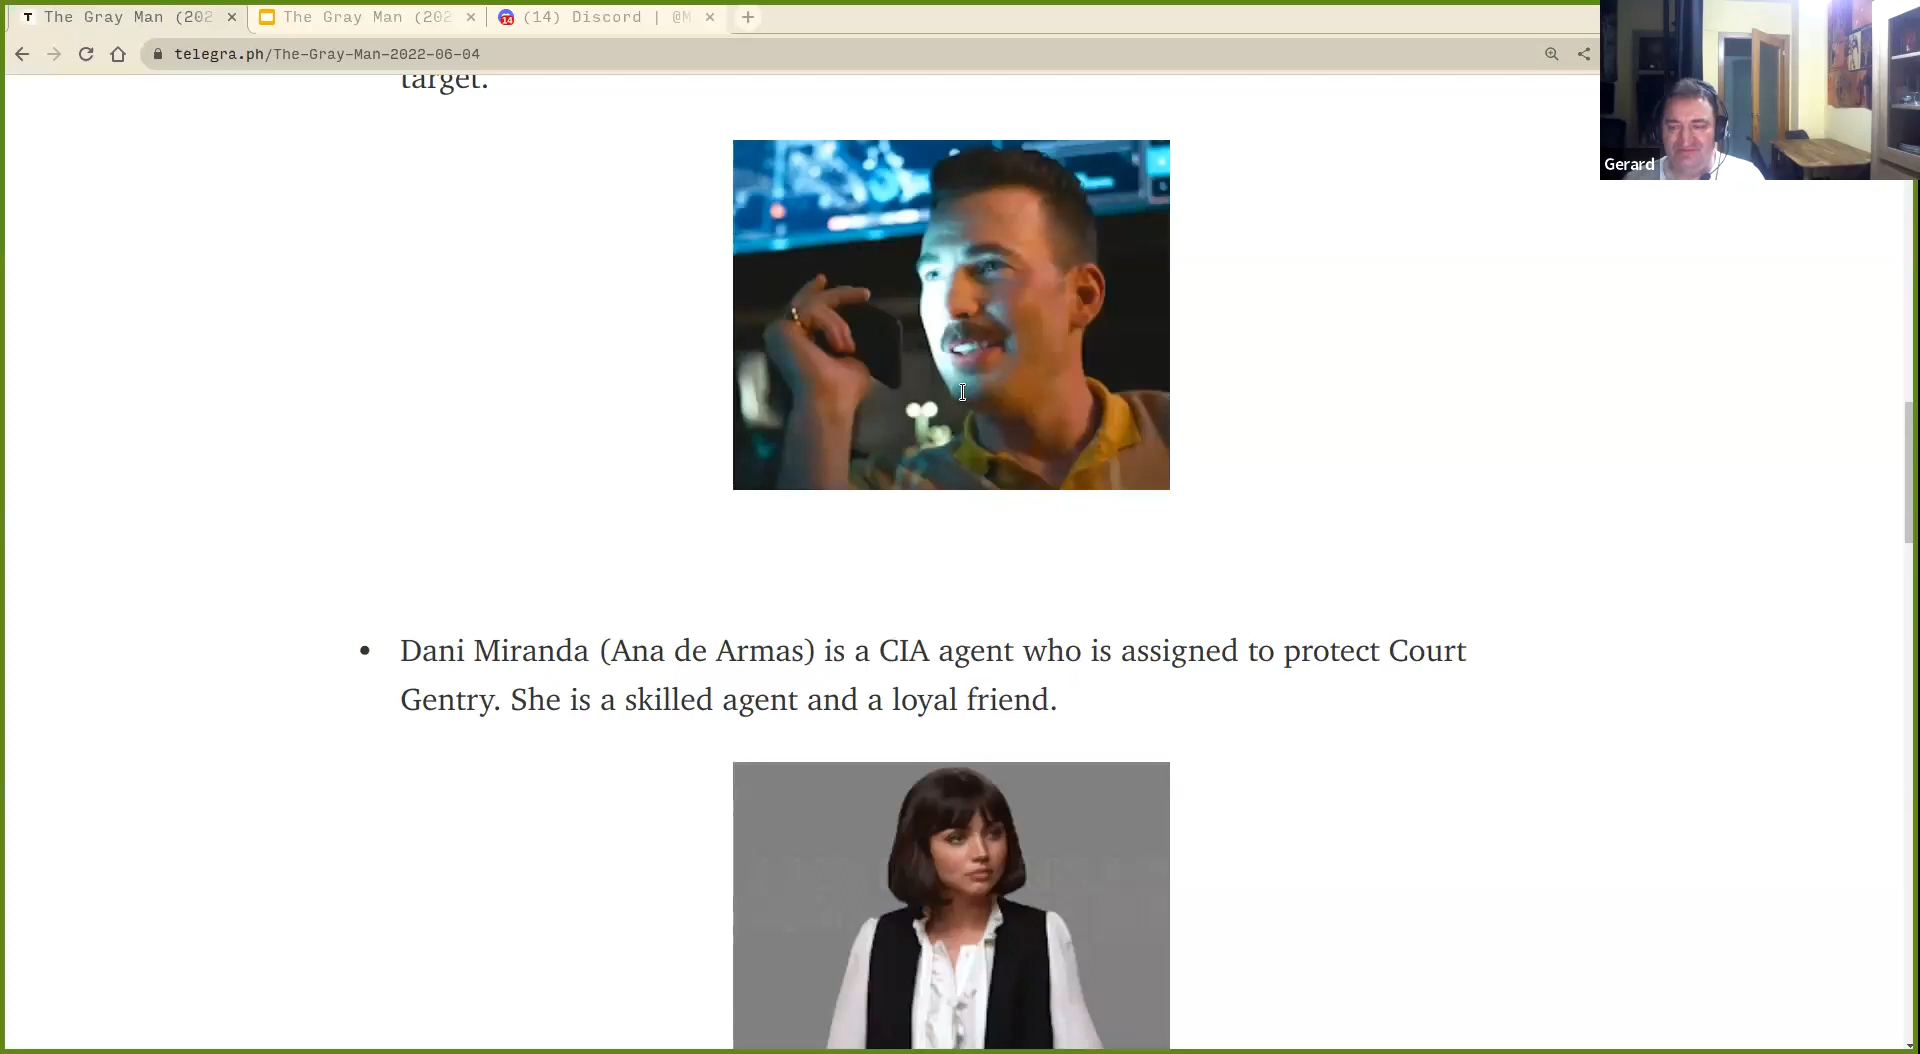 The Gray Man (202
The Gray Man (202
(14) Discord | @M
telegra.ph/The-Gray-Man-2022-06-04
target.
Gerard
• Dani Miranda (Ana de Armas) is a CIA agent who is assigned to protect Court
Gentry. She is a skilled agent and a loyal friend.